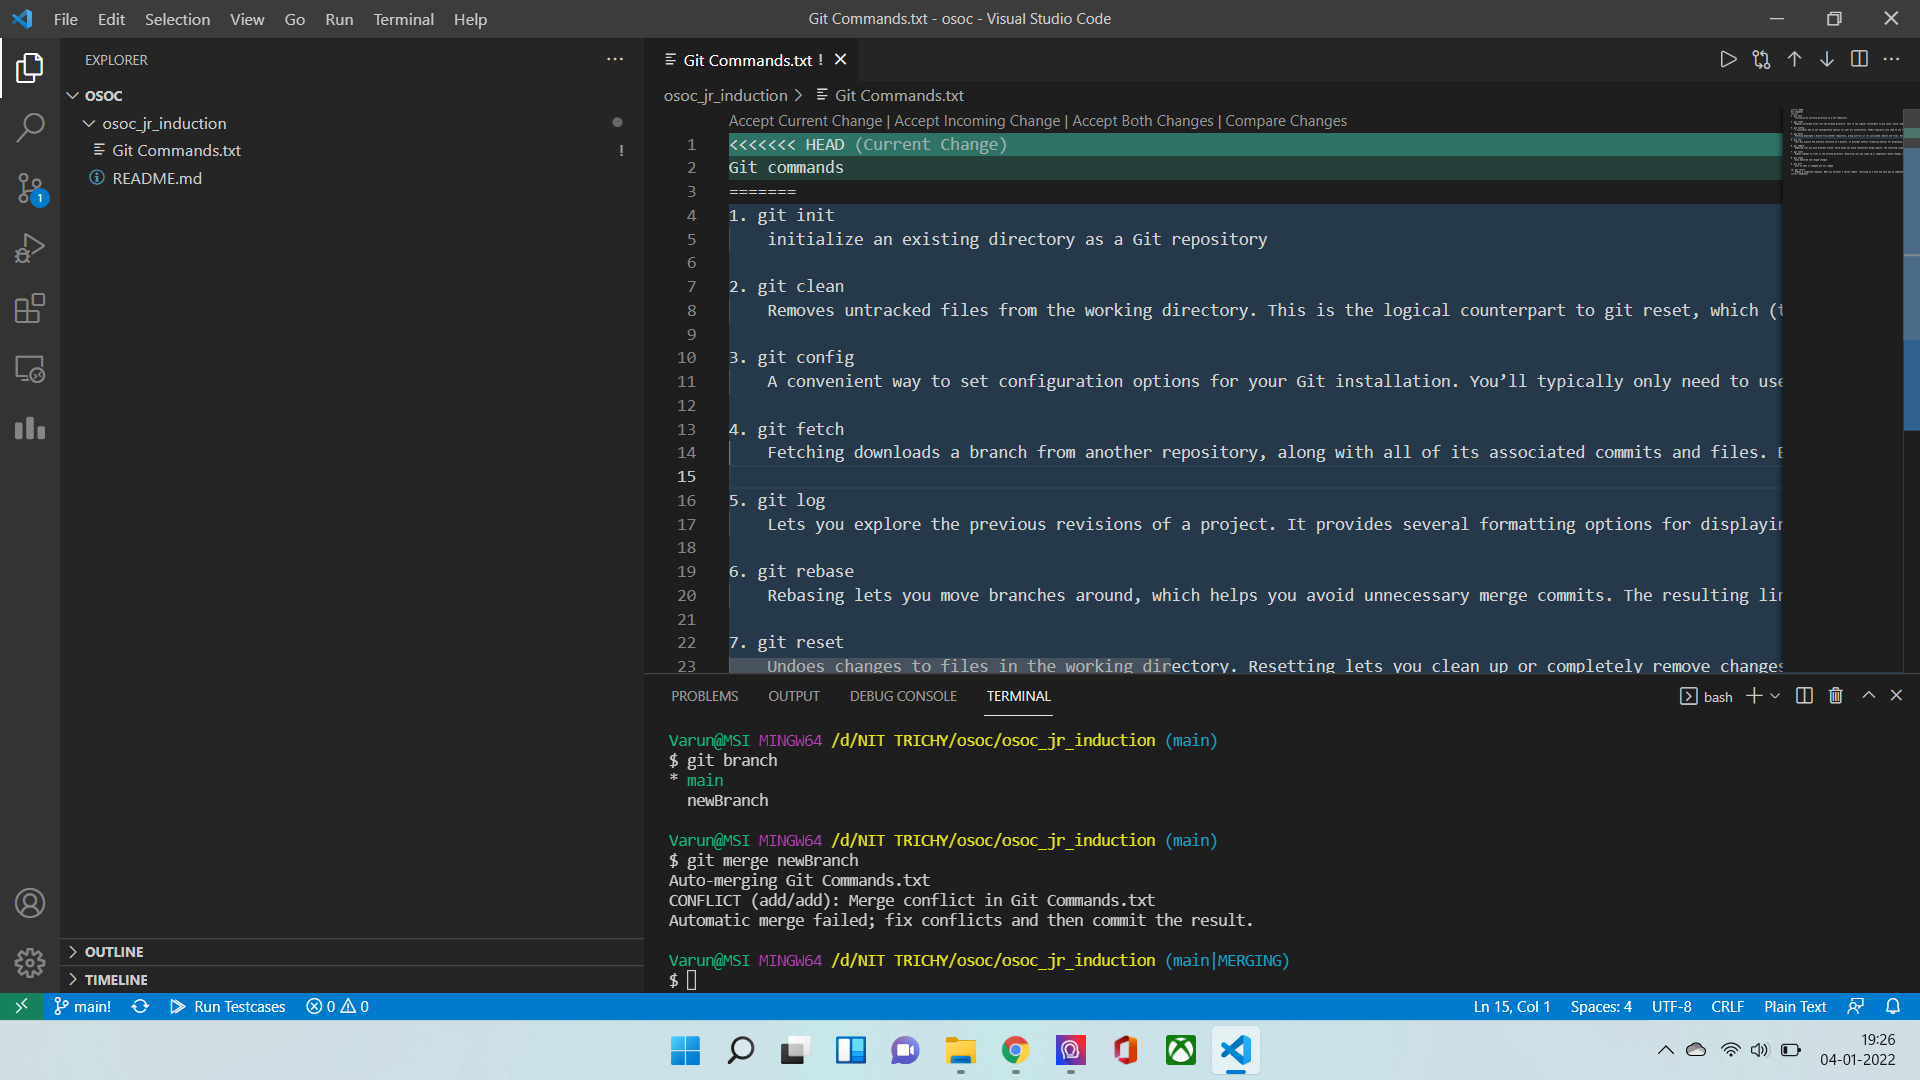 File Edit Selection View Go Run Terminal Help
Git Commands.txt - osoc - Visual Studio Code
EXPLORER
OSOC
osoc_jr_induction
Git Commands.txt !
README.md
1
OUTLINE
TIMELINE
Git Commands.txt !
osoc_jr_induction > Git Commands.txt
Accept Current Change | Accept Incoming Change | Accept Both Changes | Compare Changes
1 <<<<<<< HEAD (Current Change)
2 Git commands
3 =======
4 1. git init
5 initialize an existing directory as a Git repository
6
7 2. git clean
8 Removes untracked files from the working directory. This is the logical counterpart to git reset, which (
9
10 3. git config
11 A convenient way to set configuration options for your Git installation. You’ll typically only need to use
12
13 4. git fetch
14 Fetching downloads a branch from another repository, along with all of its associated commits and files.
15
16 5. git log
17 Lets you explore the previous revisions of a project. It provides several formatting options for displayin
18
19 6. git rebase
20 Rebasing lets you move branches around, which helps you avoid unnecessary merge commits. The resulting lin
21
22 7. git reset
23 Undoes changes to files in the working directory. Resetting lets you clean up or completely remove changes
PROBLEMS OUTPUT DEBUG CONSOLE TERMINAL
bash
Varun@MSI MINGW64 /d/NIT TRICHY/osoc/osoc_jr_induction (main)
$ git branch
* main
newBranch
Varun@MSI MINGW64 /d/NIT TRICHY/osoc/osoc_jr_induction (main)
$ git merge newBranch
Auto-merging Git Commands.txt
CONFLICT (add/add): Merge conflict in Git Commands.txt
Automatic merge failed; fix conflicts and then commit the result.
Varun@MSI MINGW64 /d/NIT TRICHY/osoc/osoc_jr_induction (main|MERGING)
$
main! Run Testcases 0 0
Ln 15, Col 1 Spaces: 4 UTF-8 CRLF Plain Text
19:26
04-01-2022